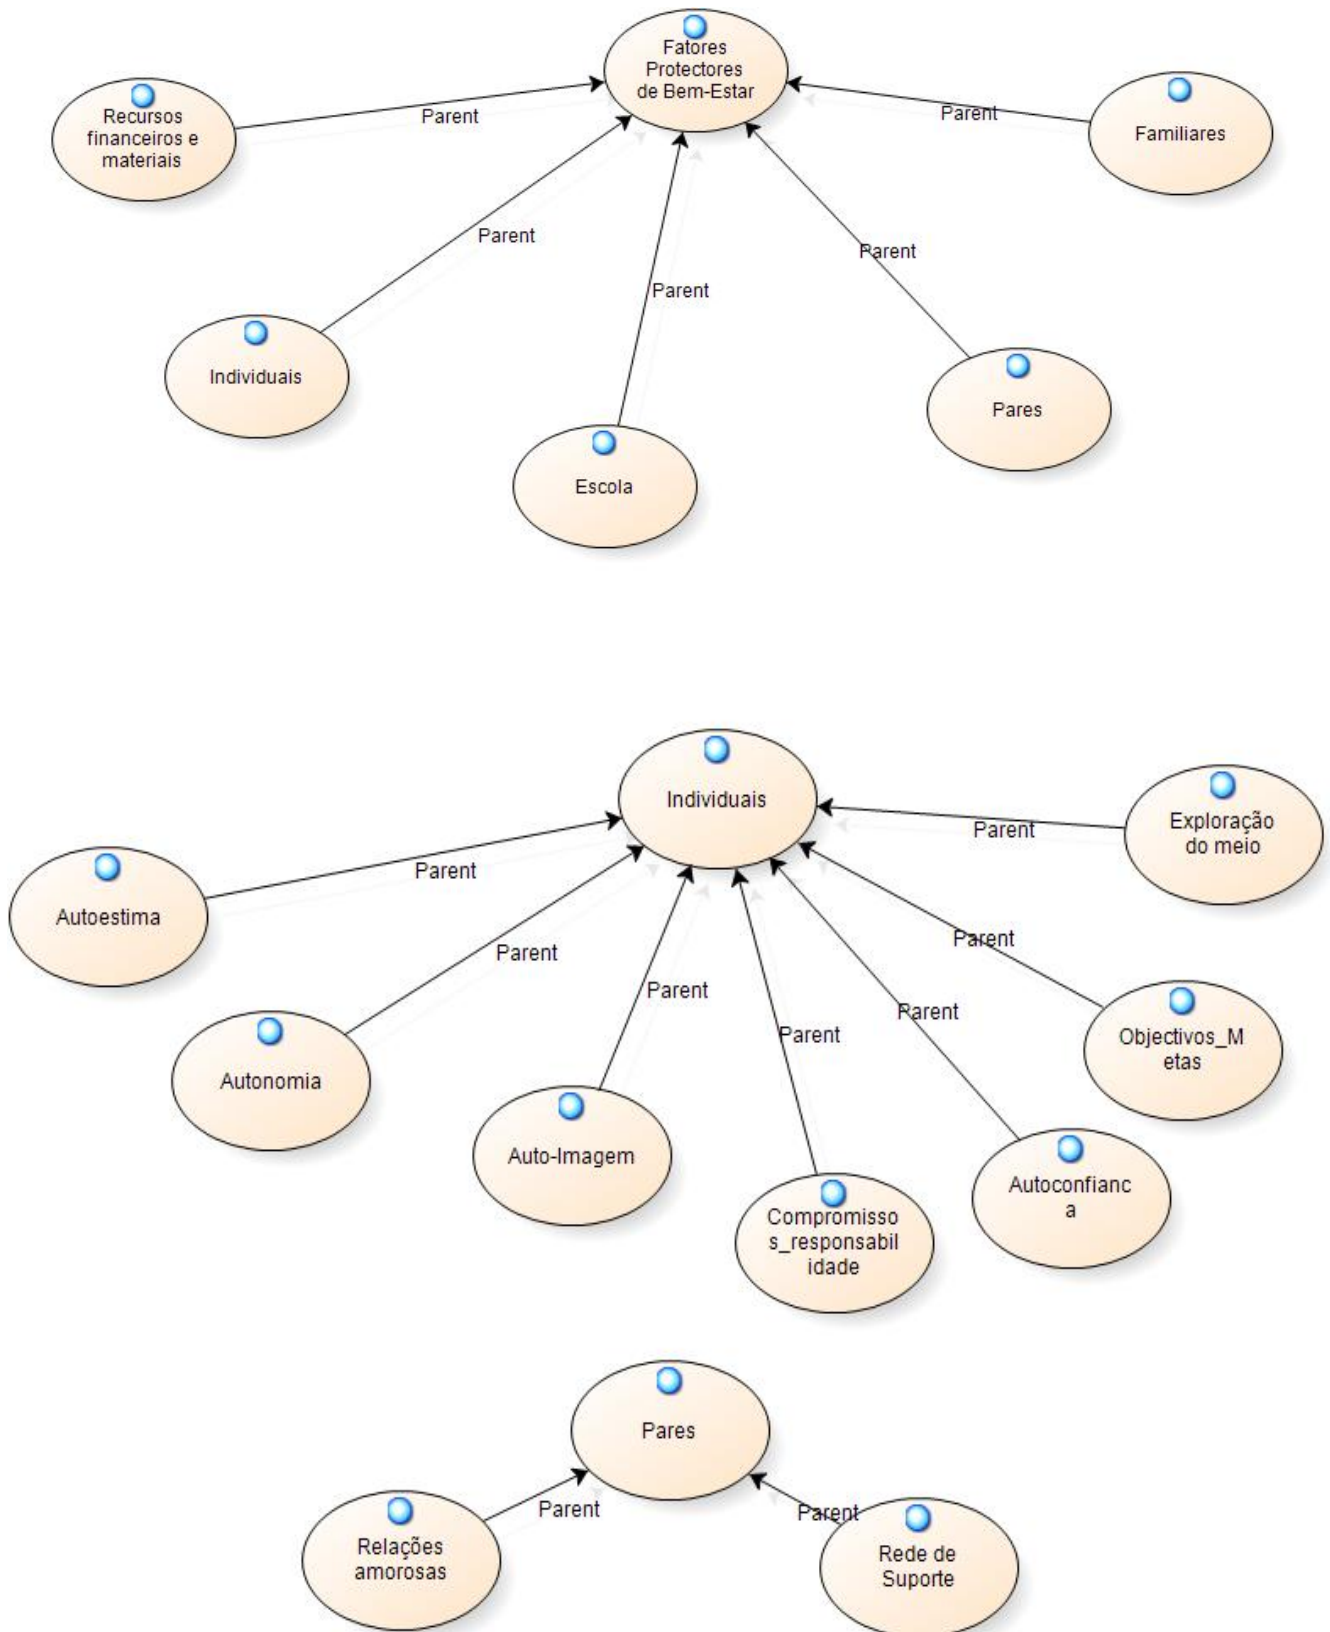 Fatores
Protectores
de Bem-Estar
Recursos
financeiros e
materiais
Parent
Parent
Familiares
Parent
Parent
Parent
Individuais
Pares
Escola
Individuais
Exploração
do meio
Parent
Parent
Autoestima
Parent
Parent
Parent
Parent
Parent
Objectivos_M
etas
Autonomia
Auto-Imagem
Autoconfianc
a
Compromisso
s_responsabil
idade
Pares
Parent
Parent
Relações
amorosas
Rede de
Suporte